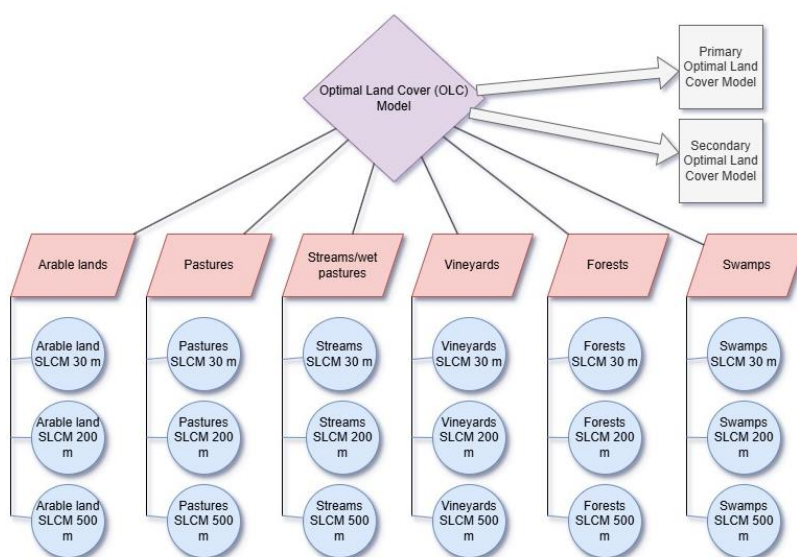 Optimal Land Cover (OLC)
Model
Primary
Optimal Land
Cover Model
Secondary
Optimal Land
Cover Model
Arable lands
Pastures
Streams/wet
pastures
Vineyards
Forests
Swamps
Arable land
SLCM 30 m
Pastures
SLCM 30 m
Streams
SLCM 30 m
Vineyards
SLCM 30 m
Forests
SLCM 30 m
Swamps
SLCM 30 m
Arable land
SLCM 200
m
Pastures
SLCM 200
m
Streams
SLCM 200
m
Vineyards
SLCM 200
m
Forests
SLCM 200
m
Swamps
SLCM 200
m
Arable land
SLCM 500
m
Pastures
SLCM 500
m
Streams
SLCM 500
m
Vineyards
SLCM 500
m
Forests
SLCM 500
m
Swamps
SLCM 500
m